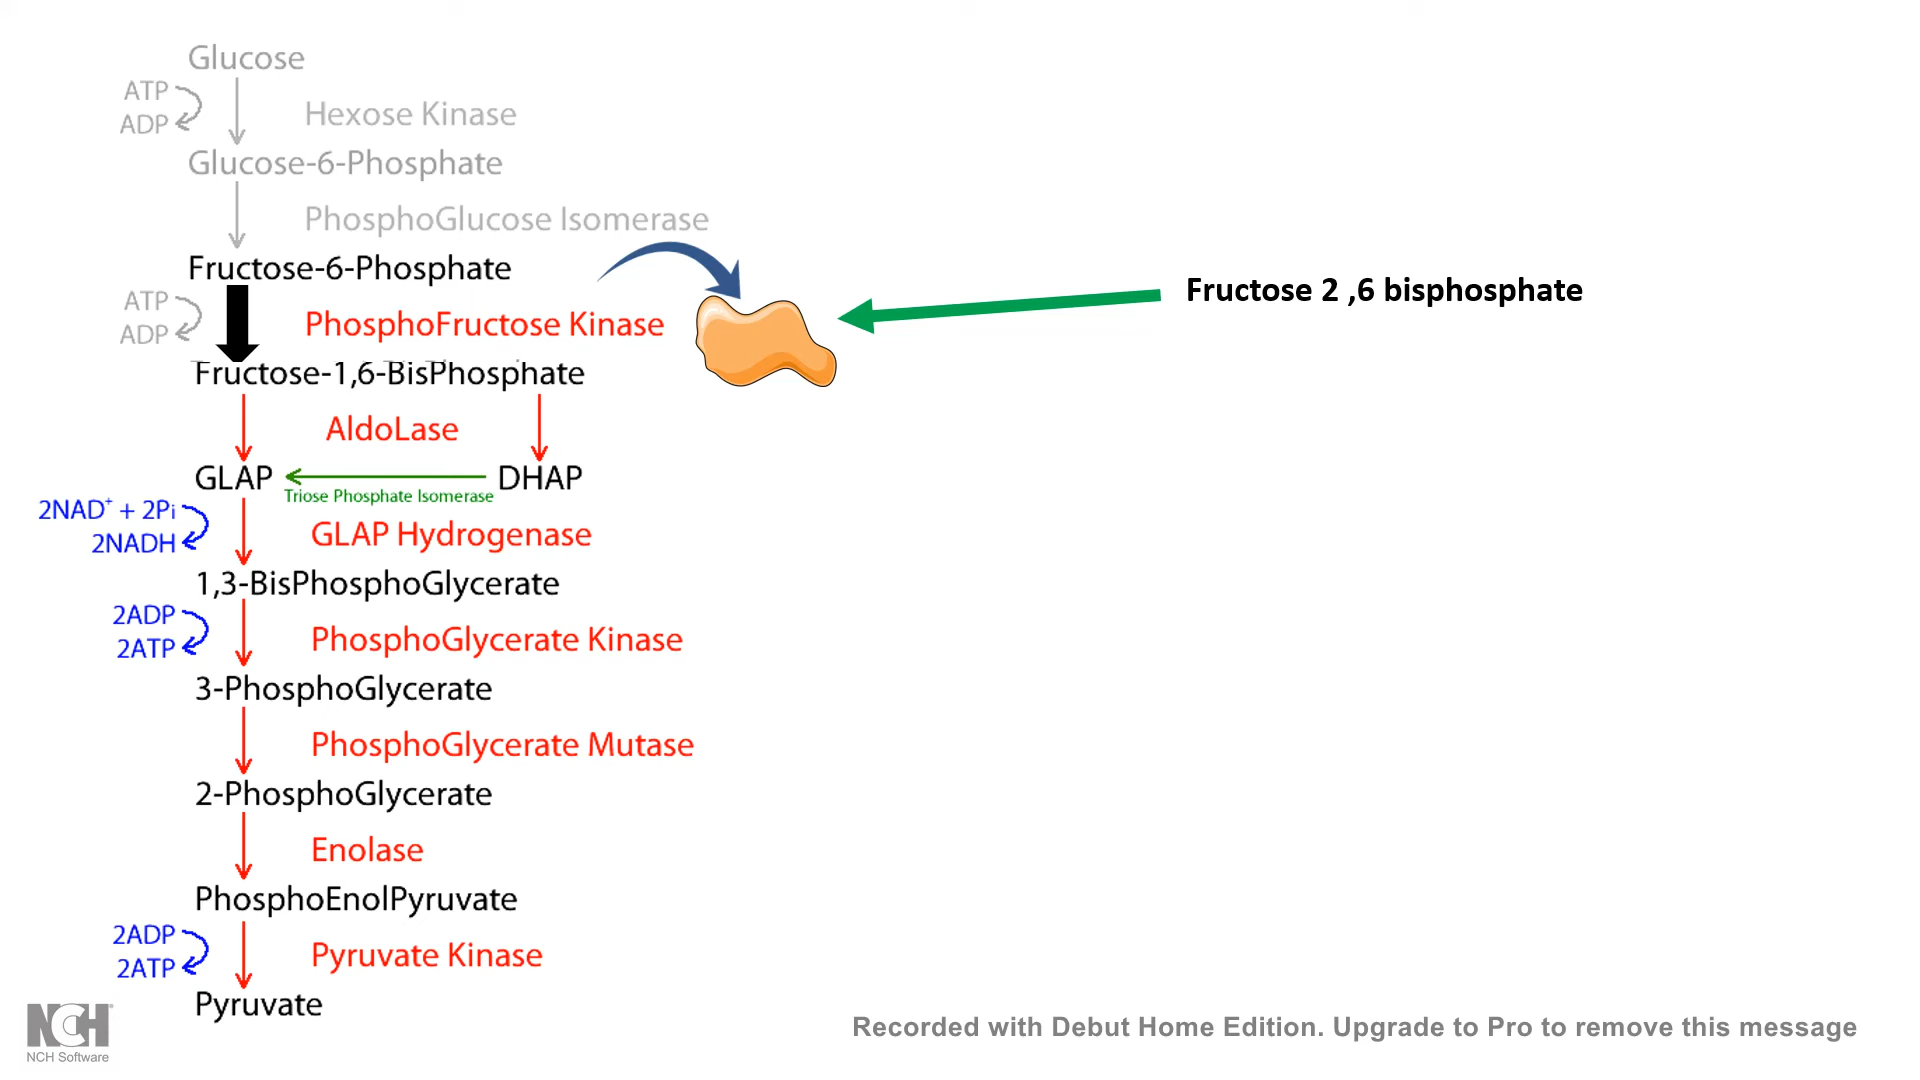 Glucose
ATP
ADP
Hexose Kinase
Glucose-6-Phosphate
PhosphoGlucose Isomerase
Fructose-6-Phosphate
Fructose 2 ,6 bisphosphate
ATP
ADP
PhosphoFructose Kinase
Fructose-1,6-BisPhosphate
AldoLase
GLAP
DHAP
Triose Phosphate Isomerase
2NAD⁺ + 2Pi
2NADH
GLAP Hydrogenase
1,3-BisPhosphoGlycerate
2ADP
2ATP
PhosphoGlycerate Kinase
3-PhosphoGlycerate
PhosphoGlycerate Mutase
2-PhosphoGlycerate
Enolase
PhosphoEnolPyruvate
2ADP
2ATP
Pyruvate Kinase
Pyruvate
NCH
NCH Software
Recorded with Debut Home Edition. Upgrade to Pro to remove this message